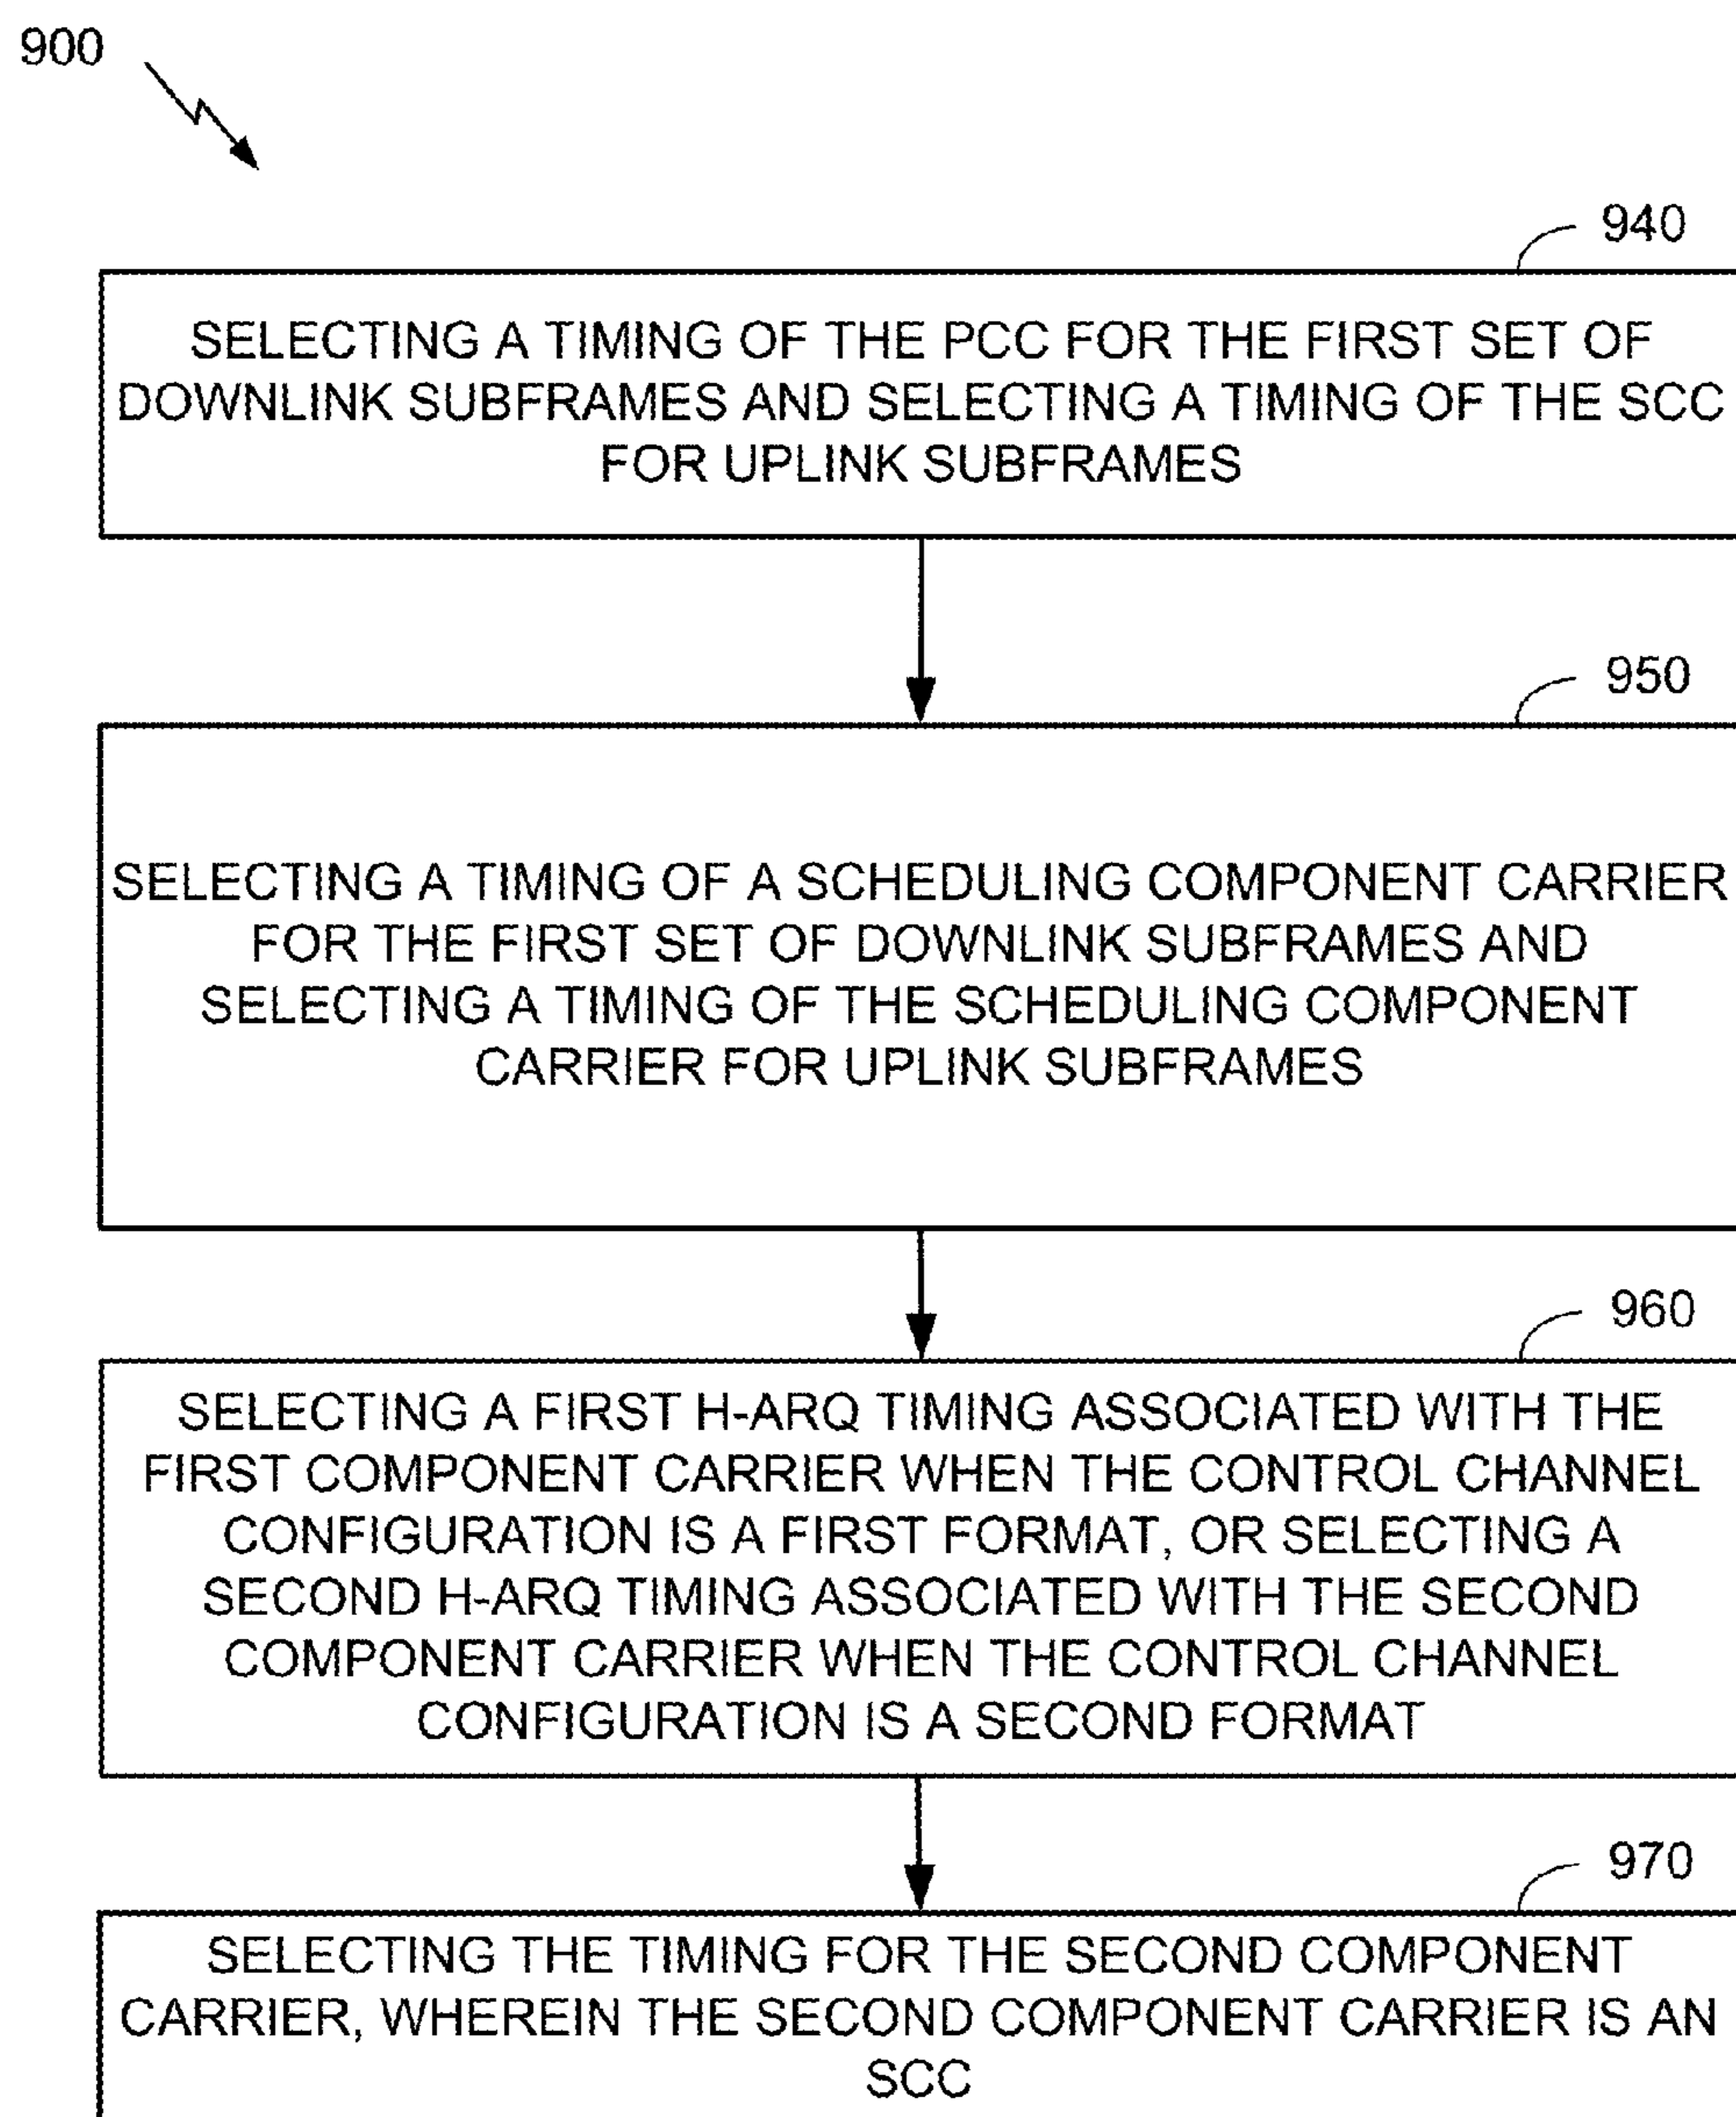 900
940
SELECTING A TIMING OF THE PCC FOR THE FIRST SET OF
DOWNLINK SUBFRAMES AND SELECTING A TIMING OF THE SCC
FOR UPLINK SUBFRAMES
950
SELECTING A TIMING OF A SCHEDULING COMPONENT CARRIER
FOR THE FIRST SET OF DOWNLINK SUBFRAMES AND
SELECTING A TIMING OF THE SCHEDULING COMPONENT
CARRIER FOR UPLINK SUBFRAMES
960
SELECTING A FIRST H-ARQ TIMING ASSOCIATED WITH THE
FIRST COMPONENT CARRIER WHEN THE CONTROL CHANNEL
CONFIGURATION IS A FIRST FORMAT, OR SELECTING A
SECOND H-ARQ TIMING ASSOCIATED WITH THE SECOND
COMPONENT CARRIER WHEN THE CONTROL CHANNEL
CONFIGURATION IS A SECOND FORMAT
970
SELECTING THE TIMING FOR THE SECOND COMPONENT
CARRIER, WHEREIN THE SECOND COMPONENT CARRIER IS AN
SCC